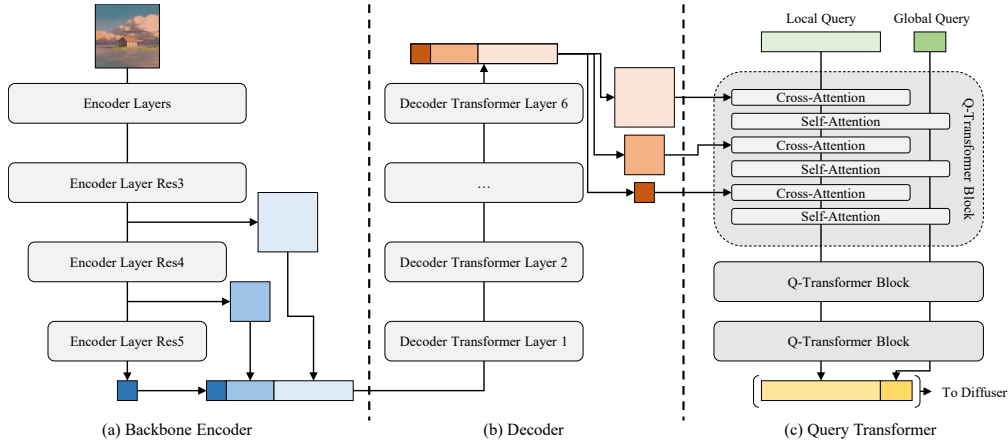 Encoder Layers
Encoder Layer Res3
Encoder Layer Res4
Encoder Layer Res5
(a) Backbone Encoder
Decoder Transformer Layer 6
...
Decoder Transformer Layer 2
Decoder Transformer Layer 1
(b) Decoder
Local Query
Global Query
Cross-Attention
Self-Attention
Cross-Attention
Self-Attention
Cross-Attention
Self-Attention
Q-Transformer Block
Q-Transformer Block
Q-Transformer Block
To Diffuser
(c) Query Transformer